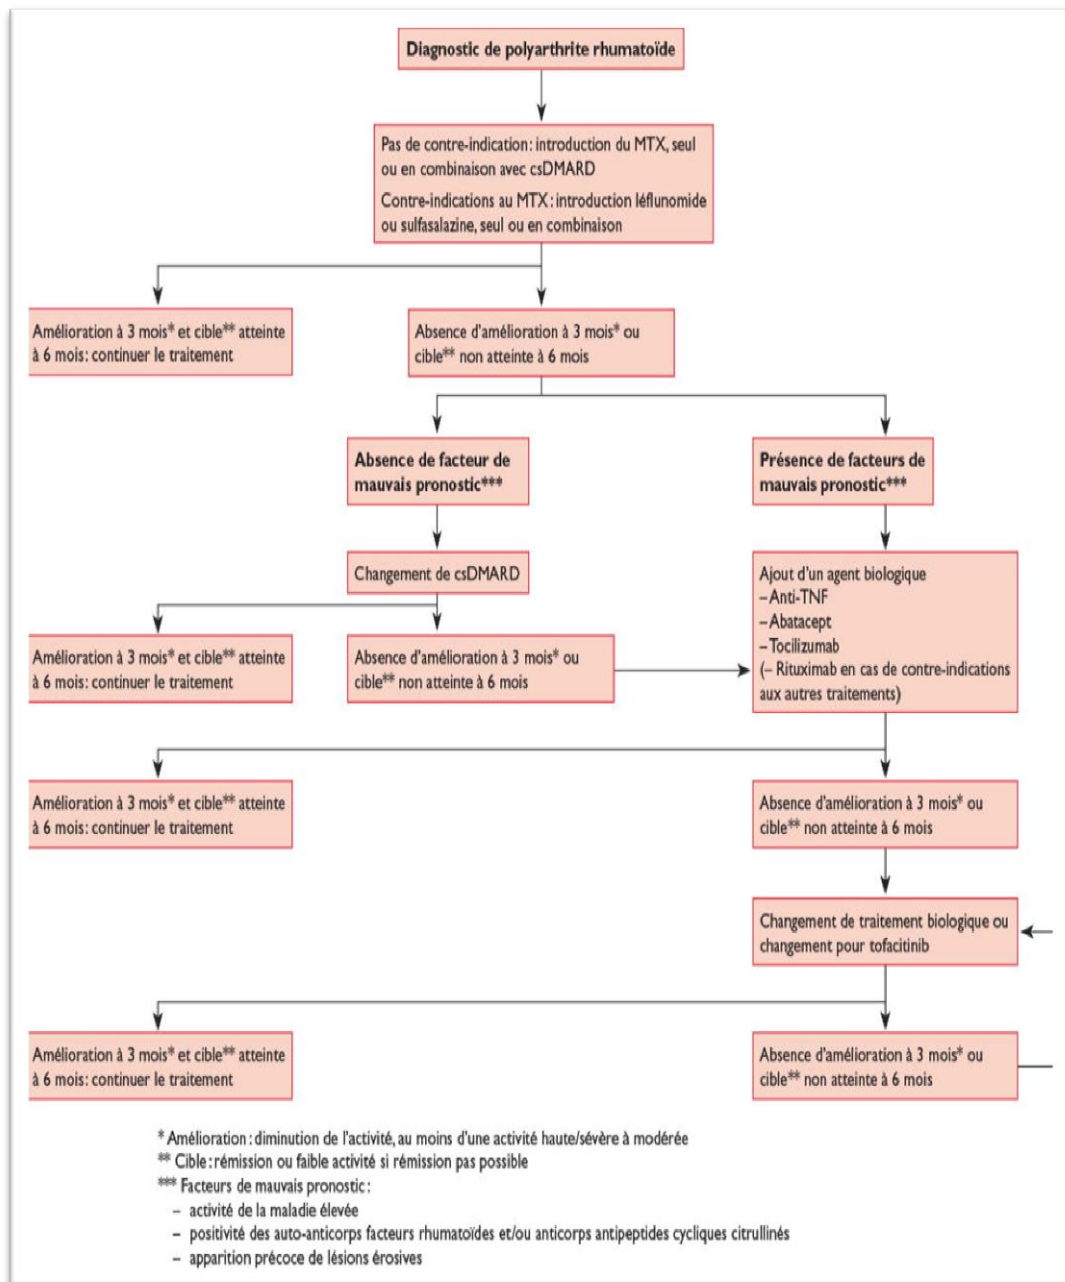 Diagnostic de polyarthrite rhumatoïde
Pas de contre-indication: introduction du MTX, seul
ou en combinaison avec csDMARD
Contre-indications au MTX: introduction léflunomide
ou sulfasalazine, seul ou en combinaison
Amélioration à 3 mois* et cible** atteinte
à 6 mois: continuer le traitement
Absence d'amélioration à 3 mois* ou
cible** non atteinte à 6 mois
Absence de facteur de
mauvais pronostic***
Présence de facteurs de
mauvais pronostic***
Changement de csDMARD
Ajout d'un agent biologique
– Anti-TNF
– Abatacept
– Tocilizumab
(– Rituximab en cas de contre-indications
aux autres traitements)
Amélioration à 3 mois* et cible** atteinte
à 6 mois: continuer le traitement
Absence d'amélioration à 3 mois* ou
cible** non atteinte à 6 mois
Amélioration à 3 mois* et cible** atteinte
à 6 mois: continuer le traitement
Absence d'amélioration à 3 mois* ou
cible** non atteinte à 6 mois
Changement de traitement biologique ou
changement pour tofacitinib
Amélioration à 3 mois* et cible** atteinte
à 6 mois: continuer le traitement
Absence d'amélioration à 3 mois* ou
cible** non atteinte à 6 mois
* Amélioration: diminution de l'activité, au moins d'une activité haute/sévère à modérée
** Cible: rémission ou faible activité si rémission pas possible
*** Facteurs de mauvais pronostic:
– activité de la maladie élevée
– positivité des auto-anticorps facteurs rhumatoïdes et/ou anticorps antipeptides cycliques citrullinés
– apparition précoce de lésions érosives